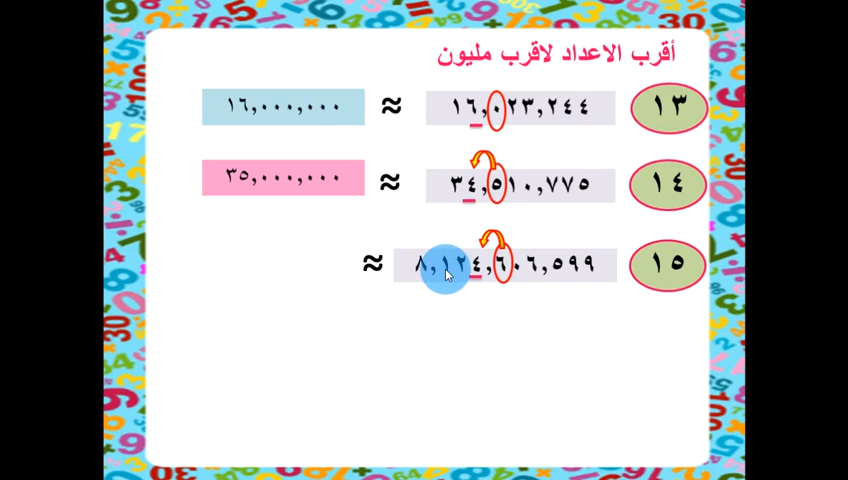 أقرب الاعداد لاقرب مليون
١٣ ١٦,٠٢٣,٢٤٤ ≈ ١٦,٠٠٠,٠٠٠
١٤ ٣٤,٥١٠,٧٧٥ ≈ ٣٥,٠٠٠,٠٠٠
١٥ ٨,١٢٤,٦٠٦,٥٩٩ ≈